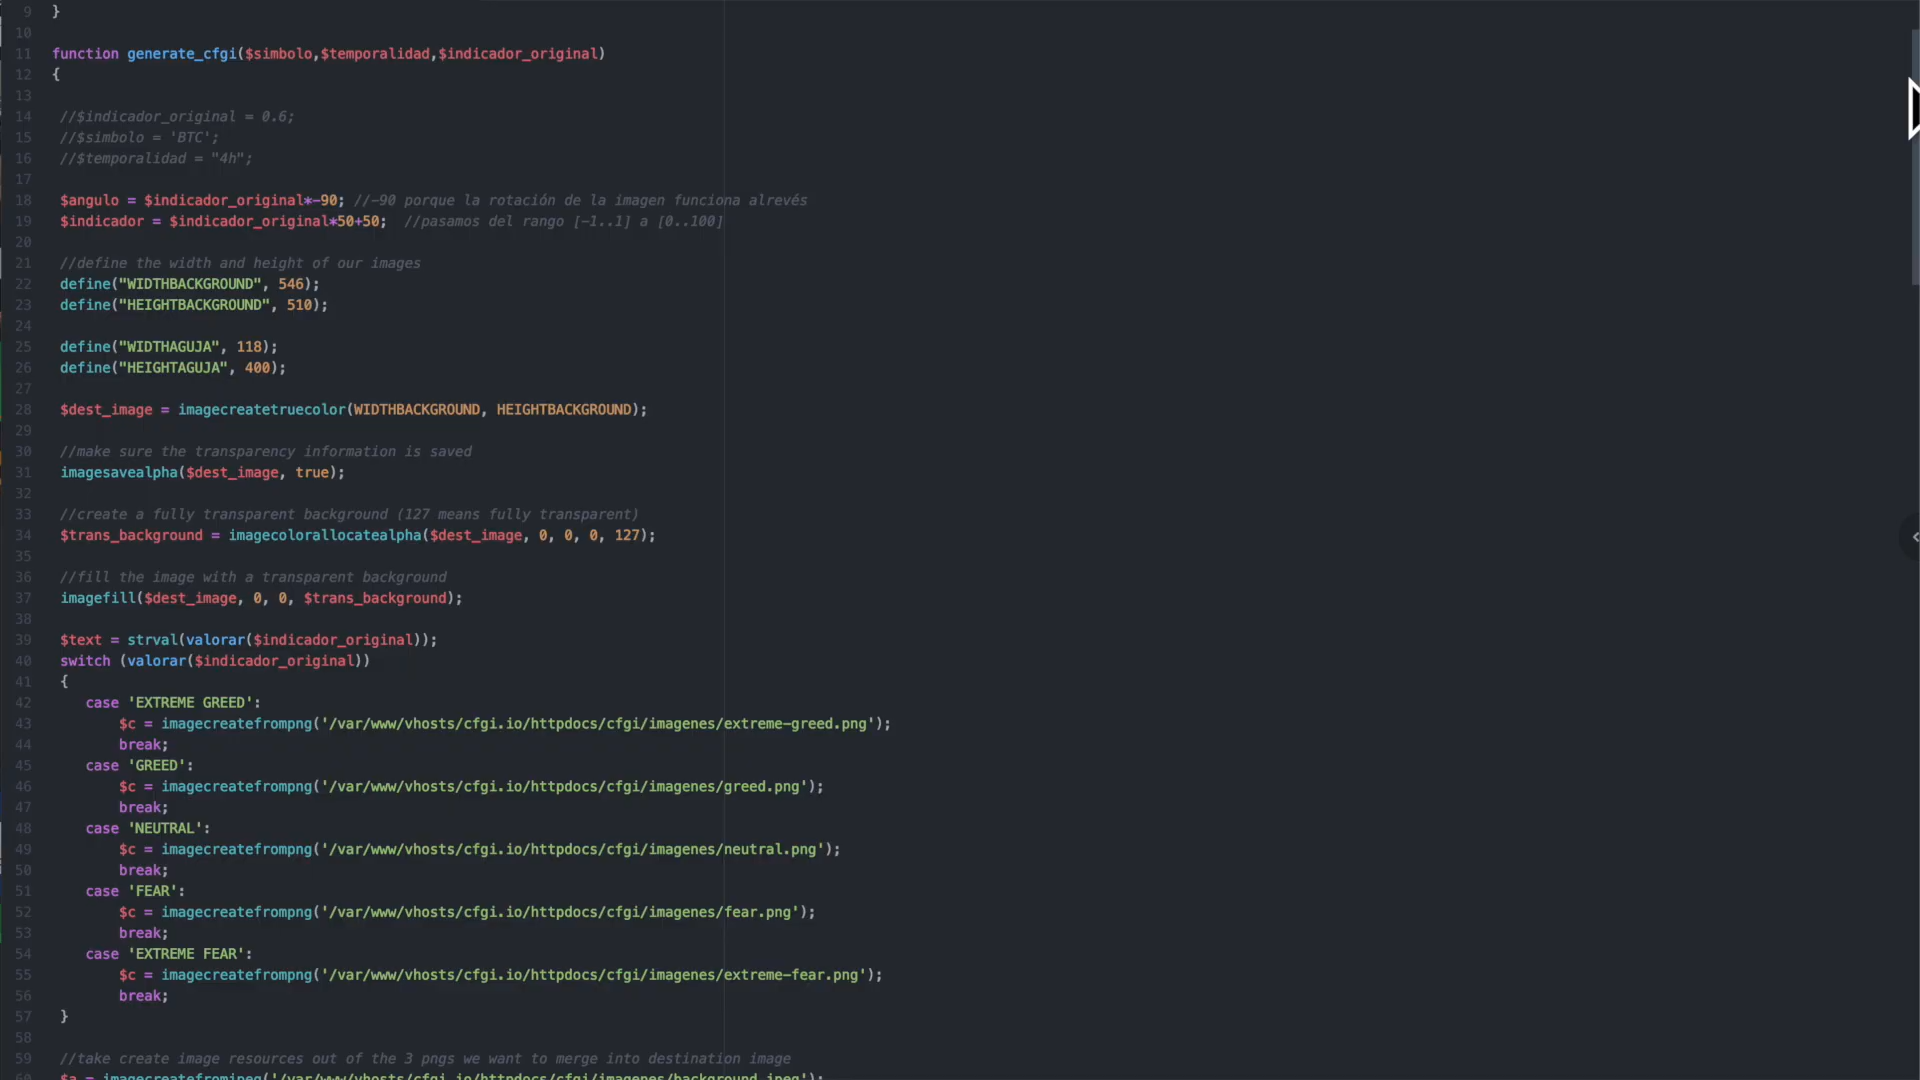 9 }
10
11 function generate_cfgi($simbolo,$temporalidad,$indicador_original)
12 {
13
14 //$indicador_original = 0.6;
15 //$simbolo = 'BTC';
16 //$temporalidad = "4h";
17
18 $angulo = $indicador_original*-90; //-90 porque la rotación de la imagen funciona alrevés
19 $indicador = $indicador_original*50+50; //pasamos del rango [-1..1] a [0..100]
20
21 //define the width and height of our images
22 define("WIDTHBACKGROUND", 546);
23 define("HEIGHTBACKGROUND", 510);
24
25 define("WIDTHAGUJA", 118);
26 define("HEIGHTAGUJA", 400);
27
28 $dest_image = imagecreatetruecolor(WIDTHBACKGROUND, HEIGHTBACKGROUND);
29
30 //make sure the transparency information is saved
31 imagesavealpha($dest_image, true);
32
33 //create a fully transparent background (127 means fully transparent)
34 $trans_background = imagecolorallocatealpha($dest_image, 0, 0, 0, 127);
35
36 //fill the image with a transparent background
37 imagefill($dest_image, 0, 0, $trans_background);
38
39 $text = strval(valorar($indicador_original));
40 switch (valorar($indicador_original))
41 {
42 case 'EXTREME GREED':
43 $c = imagecreatefrompng('/var/www/vhosts/cfgi.io/httpdocs/cfgi/imagenes/extreme-greed.png');
44 break;
45 case 'GREED':
46 $c = imagecreatefrompng('/var/www/vhosts/cfgi.io/httpdocs/cfgi/imagenes/greed.png');
47 break;
48 case 'NEUTRAL':
49 $c = imagecreatefrompng('/var/www/vhosts/cfgi.io/httpdocs/cfgi/imagenes/neutral.png');
50 break;
51 case 'FEAR':
52 $c = imagecreatefrompng('/var/www/vhosts/cfgi.io/httpdocs/cfgi/imagenes/fear.png');
53 break;
54 case 'EXTREME FEAR':
55 $c = imagecreatefrompng('/var/www/vhosts/cfgi.io/httpdocs/cfgi/imagenes/extreme-fear.png');
56 break;
57 }
58
59 //take create image resources out of the 3 pngs we want to merge into destination image
60 $a = imagecreatefromjpeg('/var/www/vhosts/cfgi.io/httpdocs/cfgi/imagenes/background.jpeg');